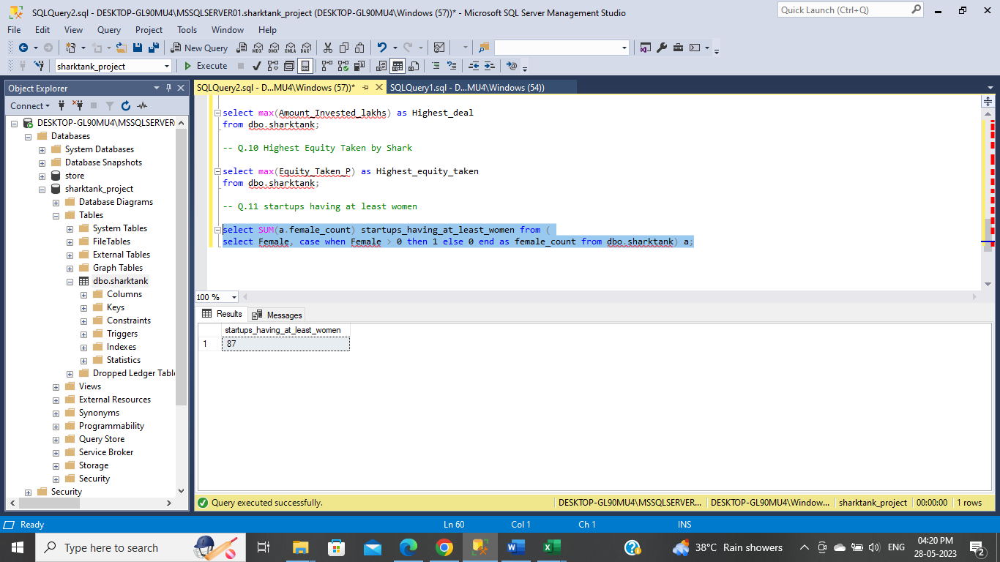 SQLQuery2.sql - DESKTOP-GL90MU4\MSSQLSERVER01.sharktank_project (DESKTOP-GL90MU4\Windows (57))* - Microsoft SQL Server Management Studio
Quick Launch (Ctrl+Q)
File Edit View Query Project Tools Window Help
New Query
MDX DMX XMLA DAX
sharktank_project
Execute
Object Explorer
Connect
DESKTOP-GL90MU4\MSSQLSERVER
Databases
System Databases
Database Snapshots
store
sharktank_project
Database Diagrams
Tables
System Tables
FileTables
External Tables
Graph Tables
dbo.sharktank
Columns
Keys
Constraints
Triggers
Indexes
Statistics
Dropped Ledger Tabl
Views
External Resources
Synonyms
Programmability
Query Store
Service Broker
Storage
Security
Security
SQLQuery2.sql - D...MU4\Windows (57))*
SQLQuery1.sql - D...MU4\Windows (54))
select max(Amount_Invested_lakhs) as Highest_deal
from dbo.sharktank;
-- Q.10 Highest Equity Taken by Shark
select max(Equity_Taken_P) as Highest_equity_taken
from dbo.sharktank;
-- Q.11 startups having at least women
select SUM(a.female_count) startups_having_at_least_women from (
select Female, case when Female > 0 then 1 else 0 end as female_count from dbo.sharktank) a;
100 %
Results Messages
startups_having_at_least_women
1 87
Query executed successfully.
DESKTOP-GL90MU4\MSSQLSERVER... DESKTOP-GL90MU4\Window... sharktank_project 00:00:00 1 rows
Ready Ln 60 Col 1 Ch 1 INS
Type here to search
38°C Rain showers
ENG
04:20 PM
28-05-2023
2